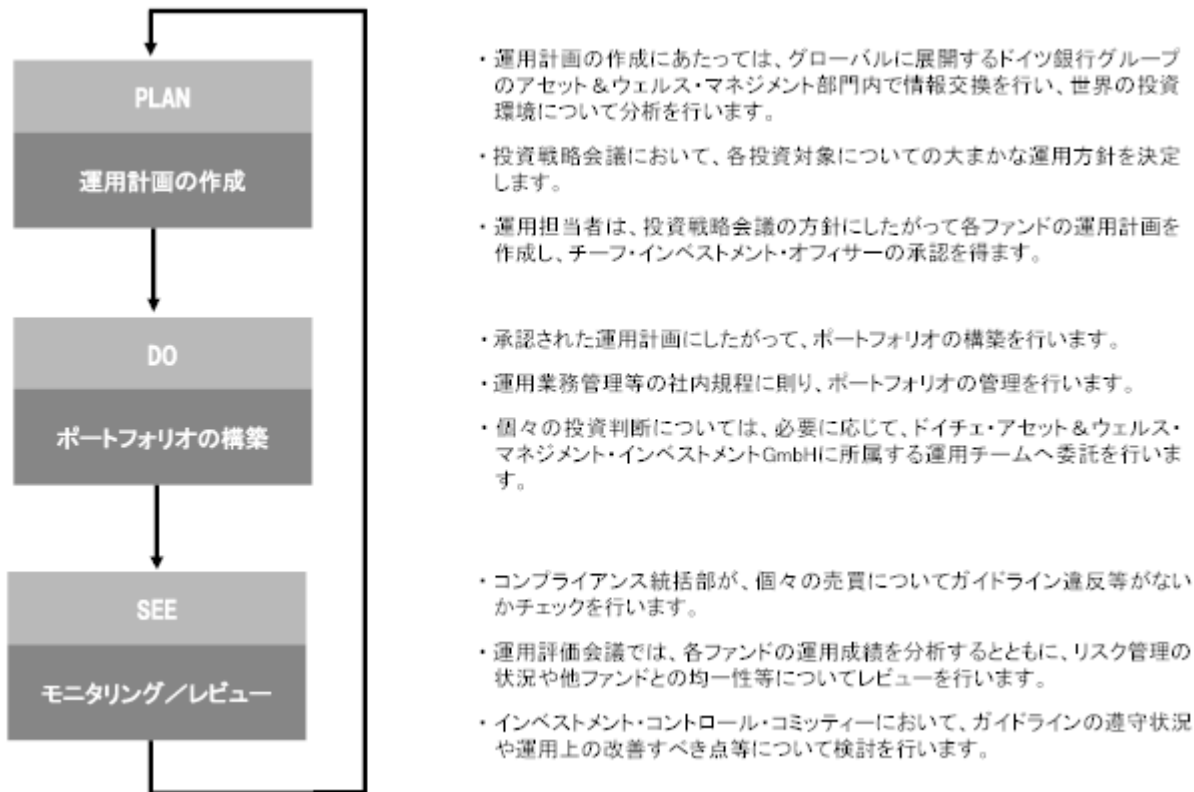 PLAN
運用計画の作成
・運用計画の作成にあたっては、グローバルに展開するドイツ銀行グループ
のアセット＆ウェルス・マネジメント部門内で情報交換を行い、世界の投資
環境について分析を行います。
・投資戦略会議において、各投資対象についての大まかな運用方針を決定
します。
・運用担当者は、投資戦略会議の方針にしたがって各ファンドの運用計画を
作成し、チーフ・インベストメント・オフィサーの承認を得ます。
DO
ポートフォリオの構築
・承認された運用計画にしたがって、ポートフォリオの構築を行います。
・運用業務管理等の社内規程に則り、ポートフォリオの管理を行います。
・個々の投資判断については、必要に応じて、ドイチェ・アセット＆ウェルス・
マネジメント・インベストメントGmbHに所属する運用チームへ委託を行いま
す。
SEE
モニタリング／レビュー
・コンプライアンス統括部が、個々の売買についてガイドライン違反等がない
かチェックを行います。
・運用評価会議では、各ファンドの運用成績を分析するとともに、リスク管理の
状況や他ファンドとの均一性等についてレビューを行います。
・インベストメント・コントロール・コミッティーにおいて、ガイドラインの遵守状況
や運用上の改善すべき点等について検討を行います。